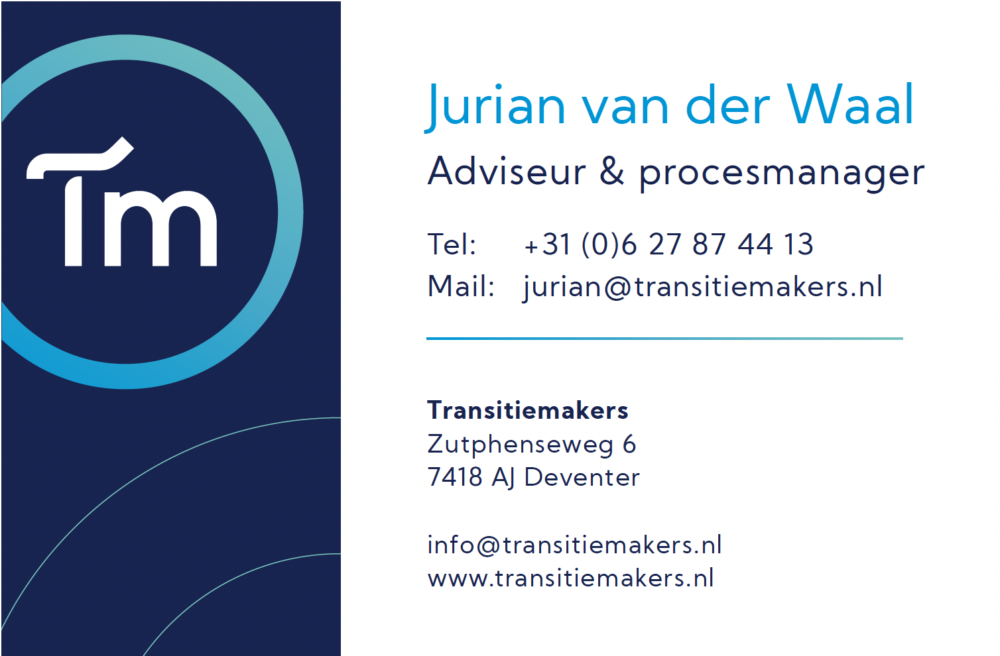 Tm
Jurian van der Waal
Adviseur & procesmanager
Tel: +31 (0)6 27 87 44 13
Mail: jurian@transitiemakers.nl
Transitiemakers
Zutphenseweg 6
7418 AJ Deventer
info@transitiemakers.nl
www.transitiemakers.nl